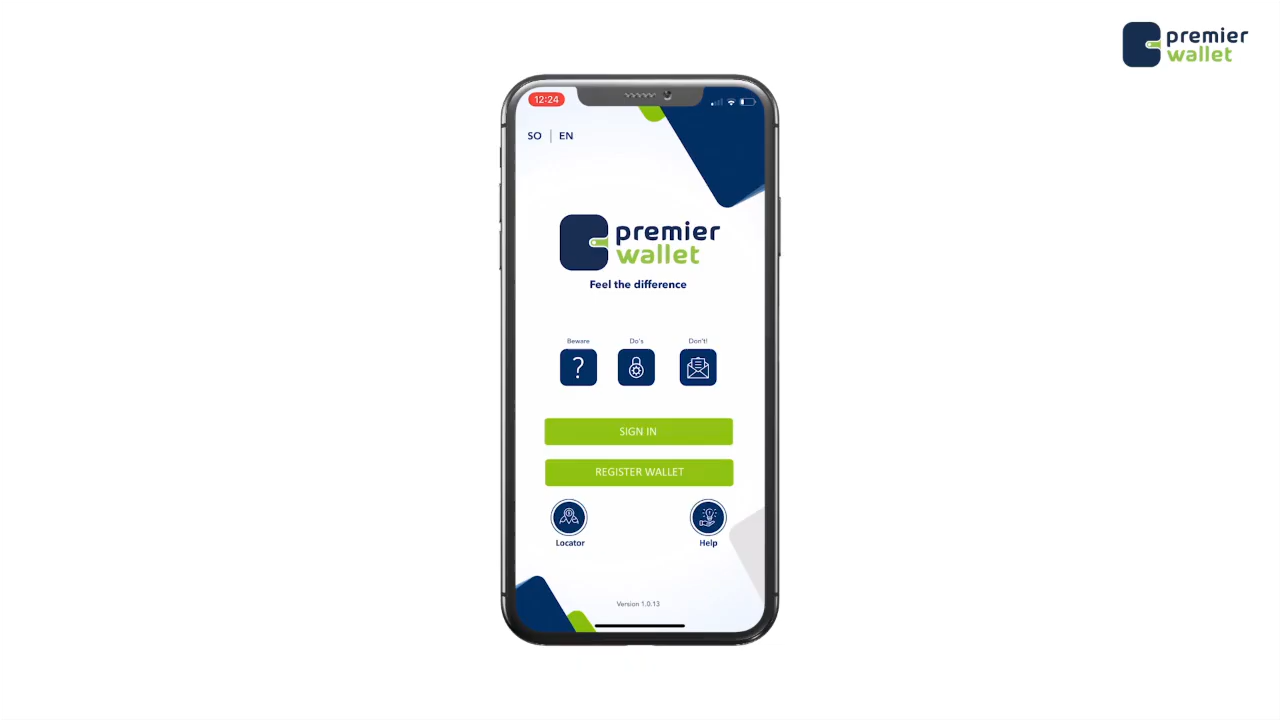 premier
wallet
12:24
SO | EN
premier
wallet
Feel the difference
Beware
Do's
Don't!
?
SIGN IN
REGISTER WALLET
Locator
Help
Version 1.0.13